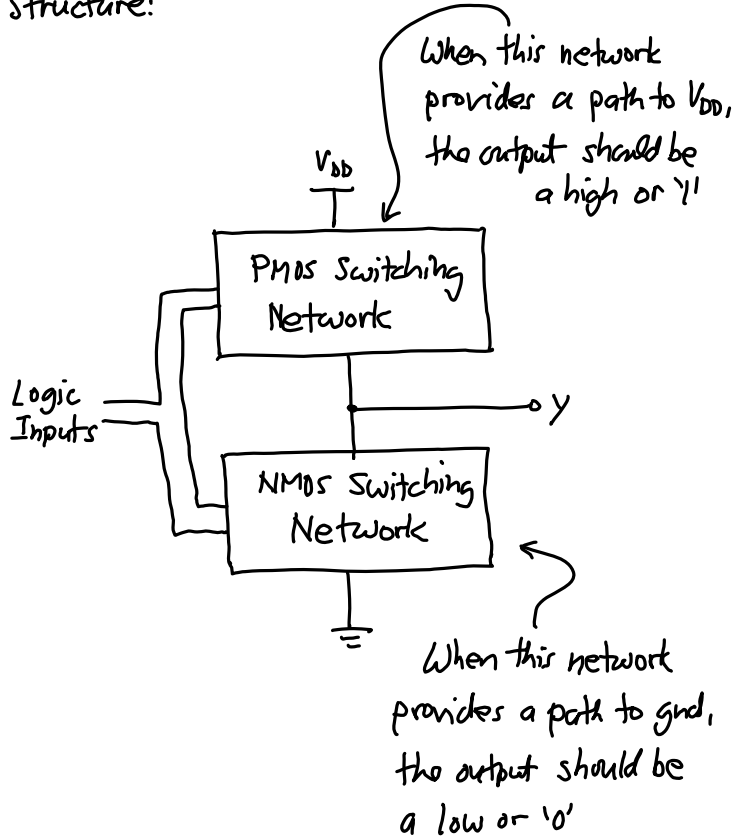 Structure:
When this network
provides a path to VDD,
the output should be
a high or '1'
VDD
PMOS Switching
Network
Logic
Inputs
Y
NMOS Switching
Network
When this network
provides a path to gnd,
the output should be
a low or '0'